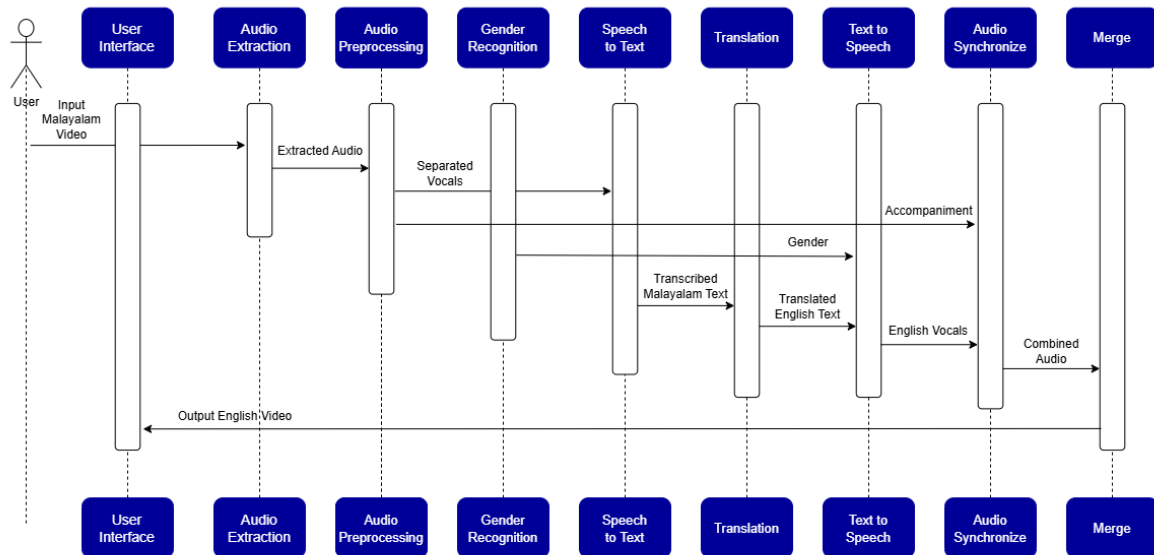 User
Interface
Audio
Extraction
Audio
Preprocessing
Gender
Recognition
Speech
to Text
Translation
Text to
Speech
Audio
Synchronize
Merge
User
Input
Malayalam
Video
Extracted Audio
Separated
Vocals
Accompaniment
Gender
Transcribed
Malayalam Text
Translated
English Text
English Vocals
Combined
Audio
Output English Video
User
Interface
Audio
Extraction
Audio
Preprocessing
Gender
Recognition
Speech
to Text
Translation
Text to
Speech
Audio
Synchronize
Merge